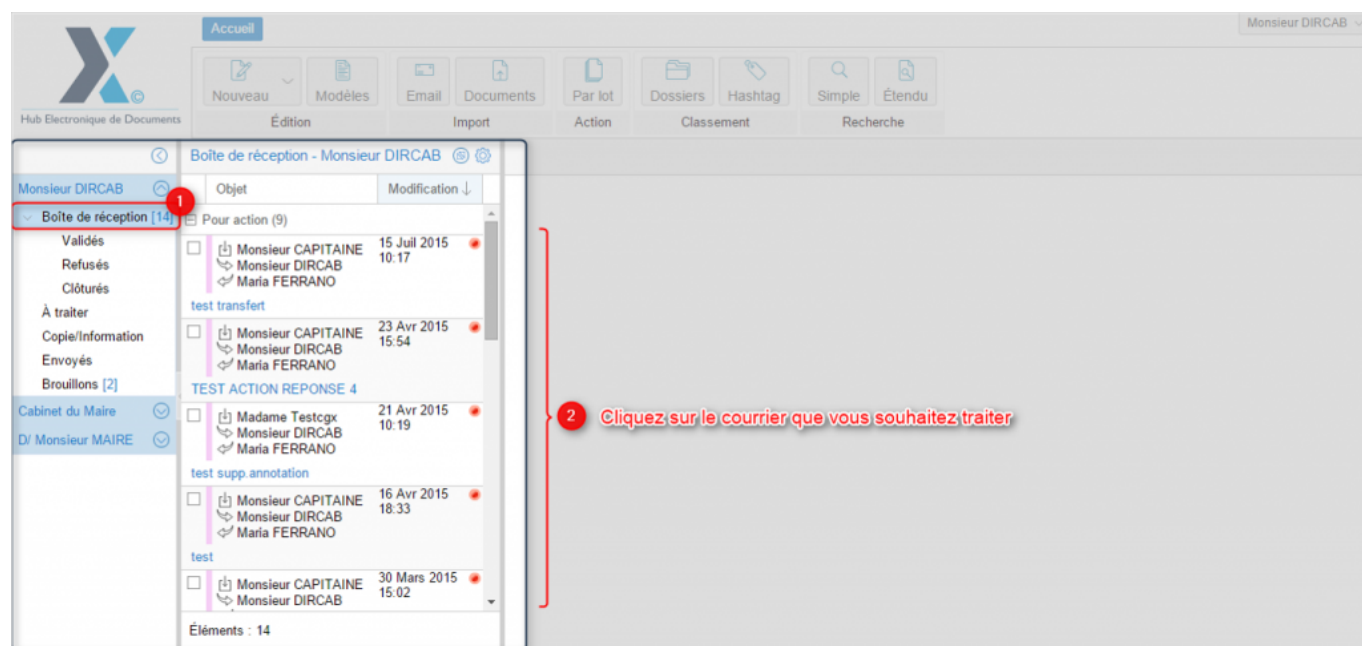 Accueil
Monsieur DIRCAB
Nouveau
Modèles
Email
Documents
Par lot
Dossiers
Hashtag
Simple
Étendu
©
Hub Electronique de Documents
Édition
Import
Action
Classement
Recherche
Boîte de réception - Monsieur DIRCAB
Monsieur DIRCAB
Objet
Modification
1
Boîte de réception [14]
Validés
Refusés
Clôturés
À traiter
Copie/Information
Envoyés
Brouillons [2]
Cabinet du Maire
D/ Monsieur MAIRE
Pour action (9)
Monsieur CAPITAINE
Monsieur DIRCAB
Maria FERRANO
15 Juil 2015
10:17
test transfert
Monsieur CAPITAINE
Monsieur DIRCAB
Maria FERRANO
23 Avr 2015
15:54
TEST ACTION REPONSE 4
Madame Testcgx
Monsieur DIRCAB
Maria FERRANO
21 Avr 2015
10:19
test supp.annotation
Monsieur CAPITAINE
Monsieur DIRCAB
Maria FERRANO
16 Avr 2015
18:33
test
Monsieur CAPITAINE
Monsieur DIRCAB
30 Mars 2015
15:02
Éléments : 14
2 Cliquez sur le courrier que vous souhaitez traiter